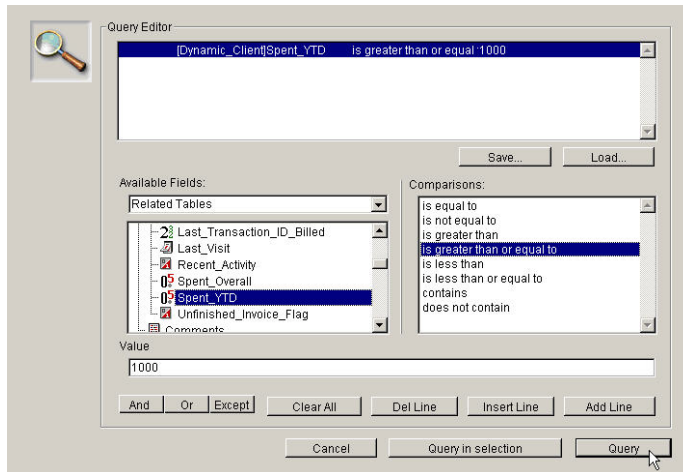 Query Editor
[Dynamic_Client]Spent_YTD is greater than or equal '1000
Save...
Load...
Available Fields:
Comparisons:
Related Tables
Last_Transaction_ID_Billed
Last_Visit
Recent_Activity
Spent_Overall
Spent_YTD
Unfinished_Invoice_Flag
Comments
is equal to
is not equal to
is greater than
is greater than or equal to
is less than
is less than or equal to
contains
does not contain
Value
1000
And
Or
Except
Clear All
Del Line
Insert Line
Add Line
Cancel
Query in selection
Query